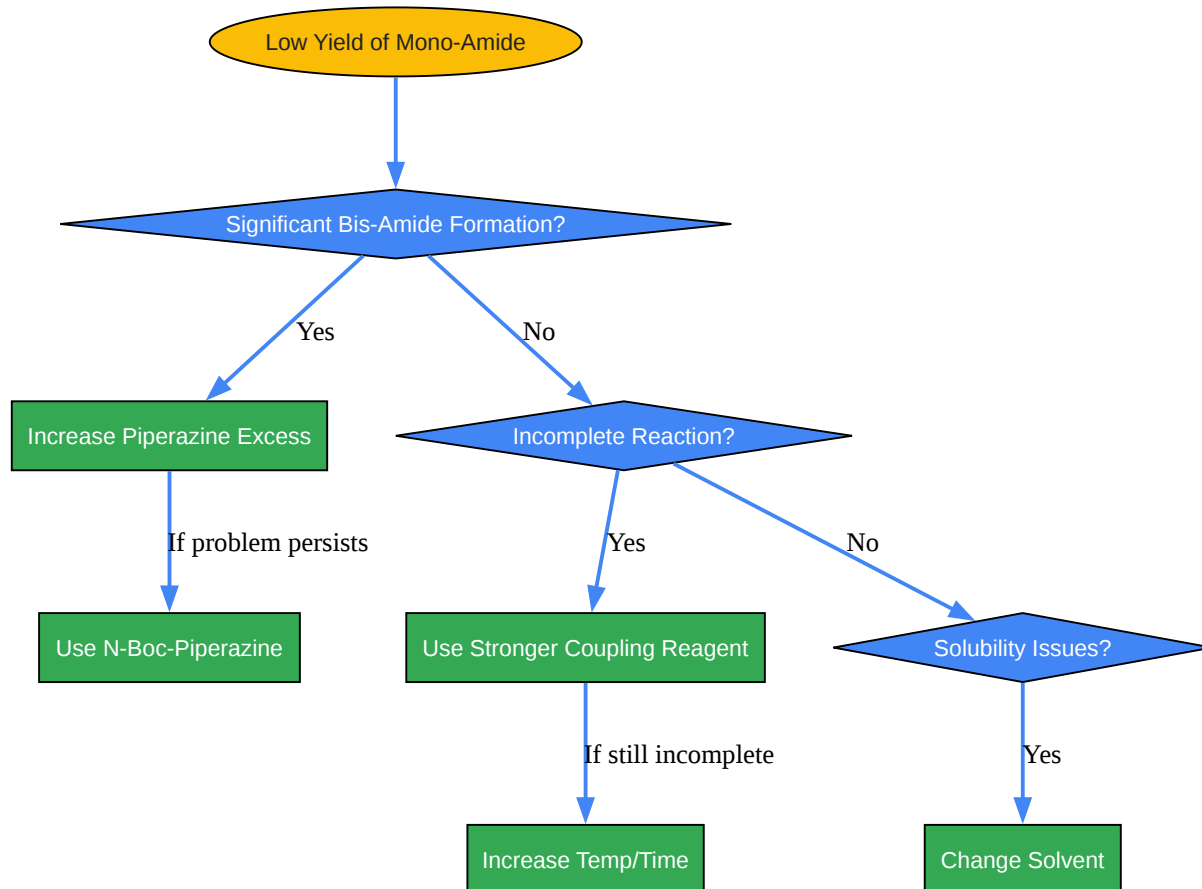 Low Yield of Mono-Amide
Significant Bis-Amide Formation?
Yes
No
Increase Piperazine Excess
Incomplete Reaction?
If problem persists
Yes
No
Use N-Boc-Piperazine
Use Stronger Coupling Reagent
Solubility Issues?
If still incomplete
Yes
Increase Temp/Time
Change Solvent